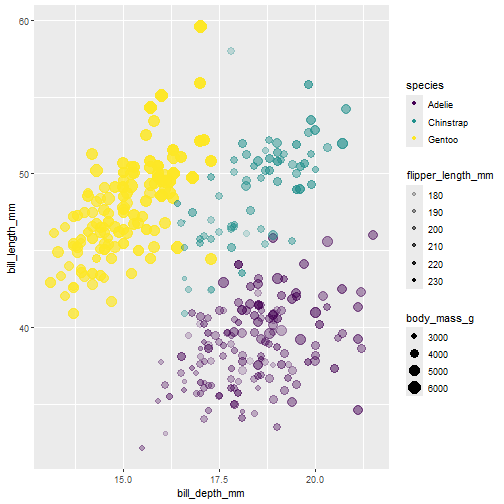 60
50
40
bill_length_mm
15.0
17.5
20.0
bill_depth_mm
species
Adelie
Chinstrap
Gentoo
flipper_length_mm
180
190
200
210
220
230
body_mass_g
3000
4000
5000
6000